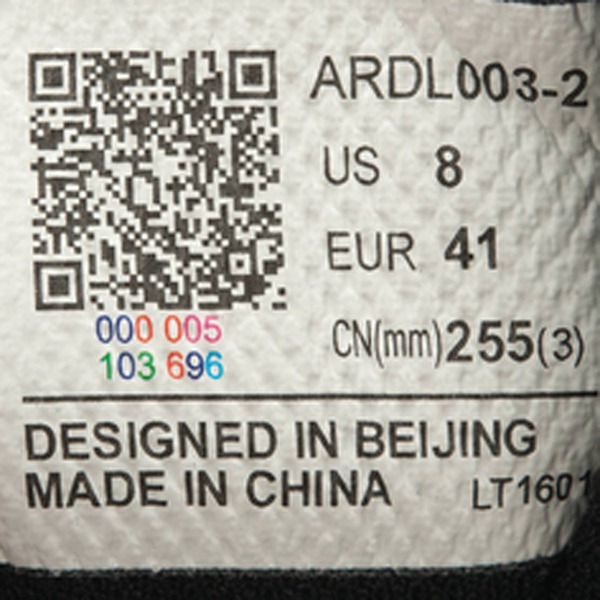 ARDL003-2
US 8
EUR 41
CN(mm)255(3)
000 005
103 696
DESIGNED IN BEIJING
MADE IN CHINA LT1601